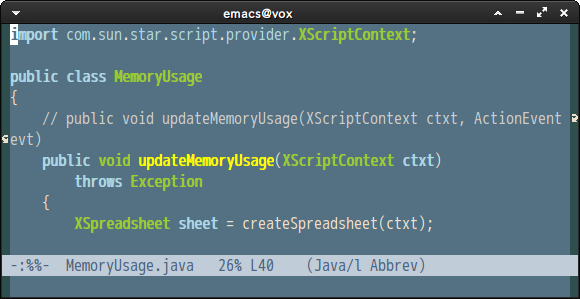 emacs@vox
import com.sun.star.script.provider.XScriptContext;
public class MemoryUsage
{
// public void updateMemoryUsage(XScriptContext ctxt, ActionEvent
evt)
public void updateMemoryUsage(XScriptContext ctxt)
throws Exception
{
XSpreadsheet sheet = createSpreadsheet(ctxt);
-:%%- MemoryUsage.java 26% L40 (Java/l Abbrev)